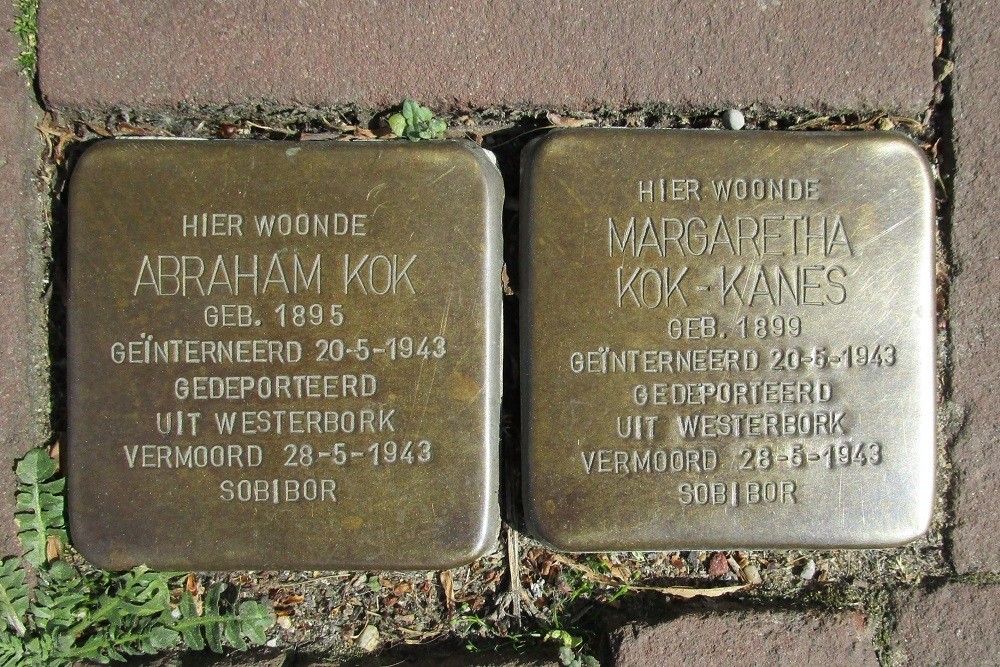 HIER WOONDE
ABRAHAM KOK
GEB. 1895
GEÏNTERNEERD 20-5-1943
GEDEPORTEERD
UIT WESTERBORK
VERMOORD 28-5-1943
SOBIBOR
HIER WOONDE
MARGARETHA
KOK-KANES
GEB. 1899
GEÏNTERNEERD 20-5-1943
GEDEPORTEERD
UIT WESTERBORK
VERMOORD 28-5-1943
SOBIBOR